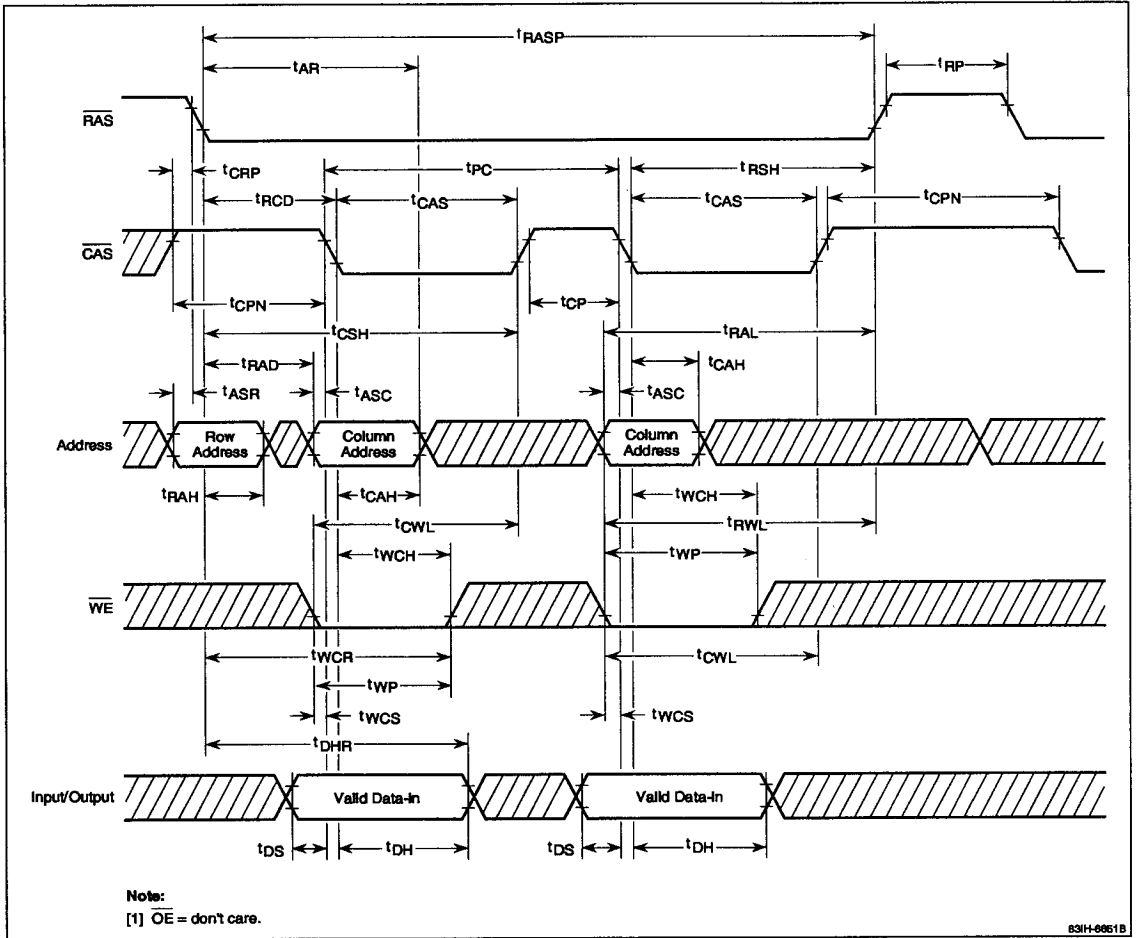 tRASP
tAR
tRP
RAS
tCRP
tPC
tRSH
tRCD
tCAS
tCAS
tCPN
CAS
tCPN
tCP
tCSH
tRAL
tRAD
tCAH
tASR
tASC
tASC
Address
Row
Address
Column
Address
Column
Address
tRAH
tCAH
tWCH
tCWL
tRWL
tWCH
tWP
WE
tWCR
tCWL
tWP
tWCS
tWCS
tDHR
Input/Output
Valid Data-In
Valid Data-In
tDS
tDH
tDS
tDH
Note:
[1] OE = don't care.
83IH-6651B